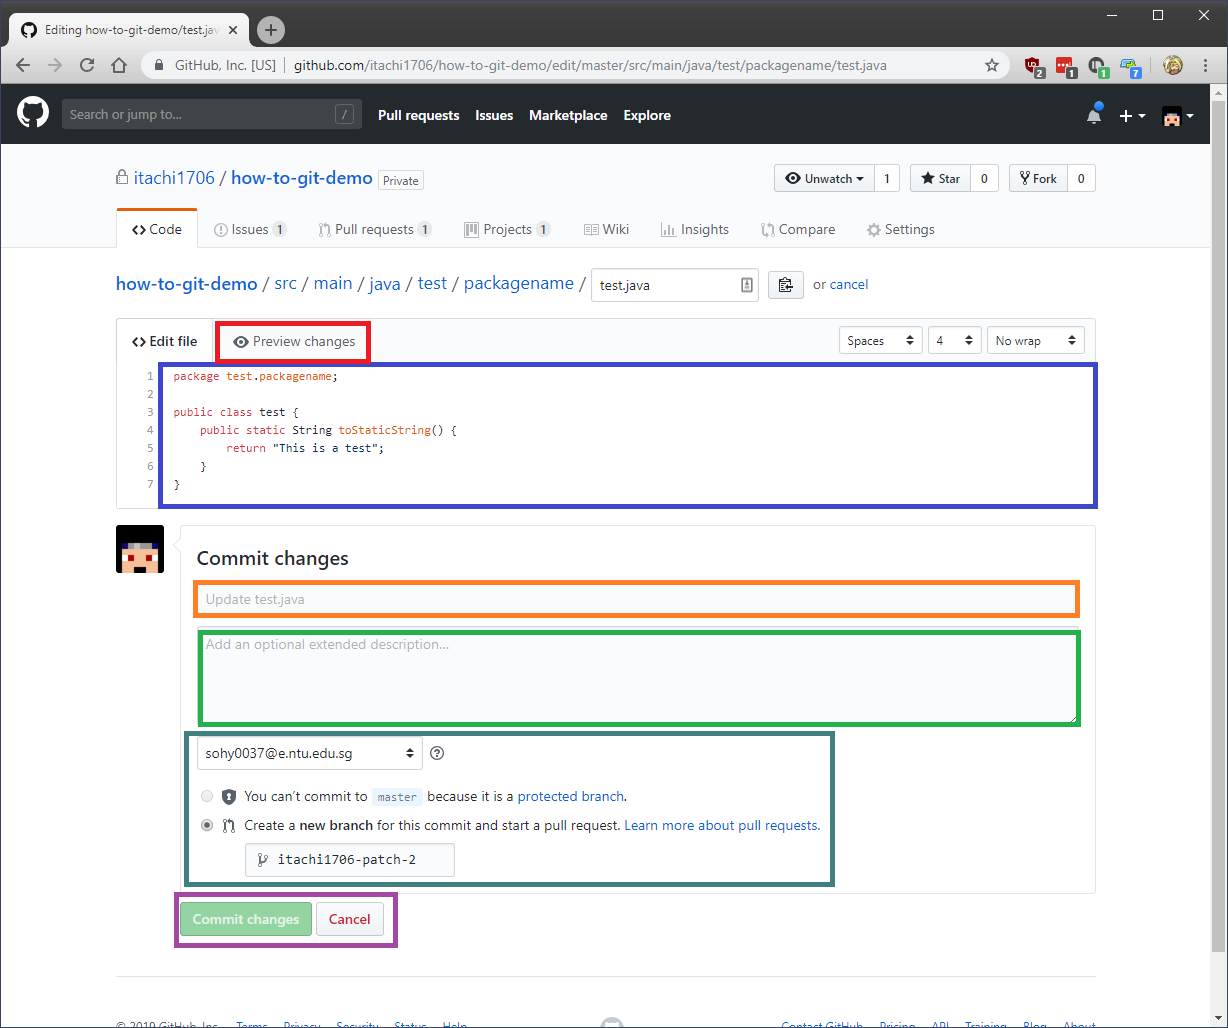 Editing how-to-git-demo/test.jav
GitHub, Inc. [US] | github.com/itachi1706/how-to-git-demo/edit/master/src/main/java/test/packagename/test.java
2 1 1 7
Search or jump to... / Pull requests Issues Marketplace Explore
itachi1706 / how-to-git-demo Private Unwatch 1 Star 0 Fork 0
Code Issues 1 Pull requests 1 Projects 1 Wiki Insights Compare Settings
how-to-git-demo / src / main / java / test / packagename / test.java or cancel
Edit file Preview changes Spaces 4 No wrap
1 package test.packagename;
2
3 public class test {
4 public static String toStaticString() {
5 return "This is a test";
6 }
7 }
Commit changes
Update test.java
Add an optional extended description...
sohy0037@e.ntu.edu.sg
You can't commit to master because it is a protected branch.
Create a new branch for this commit and start a pull request. Learn more about pull requests.
itachi1706-patch-2
Commit changes Cancel
© 2019 GitHub, Inc. Terms Privacy Security Status Help Contact GitHub Pricing API Training Blog About